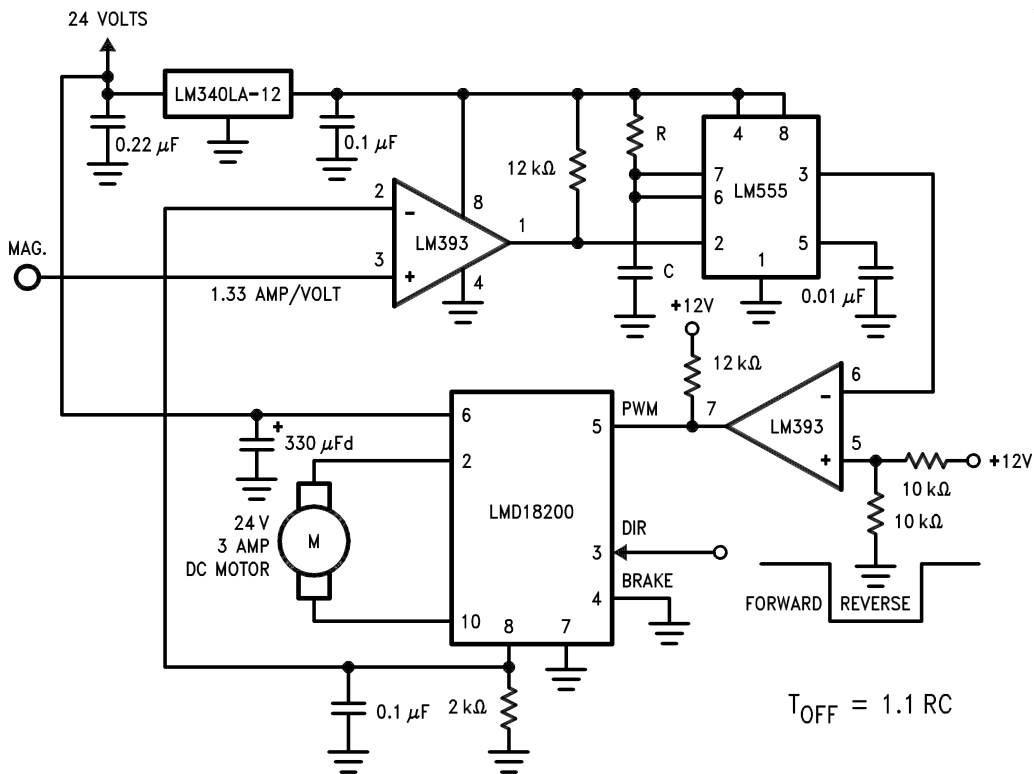 24 VOLTS
LM340LA-12
0.22 μF
0.1 μF
12 kΩ
R
4
8
7
6
2
3
5
1
LM555
C
0.01 μF
2
3
8
4
1
LM393
MAG.
1.33 AMP/VOLT
+12V
12 kΩ
PWM
7
6
5
LM393
+12V
10 kΩ
10 kΩ
330 μFd
6
2
10
5
3
4
8
7
LMD18200
24 V
3 AMP
DC MOTOR
M
DIR
BRAKE
FORWARD
REVERSE
0.1 μF
2 kΩ
TOFF = 1.1 RC